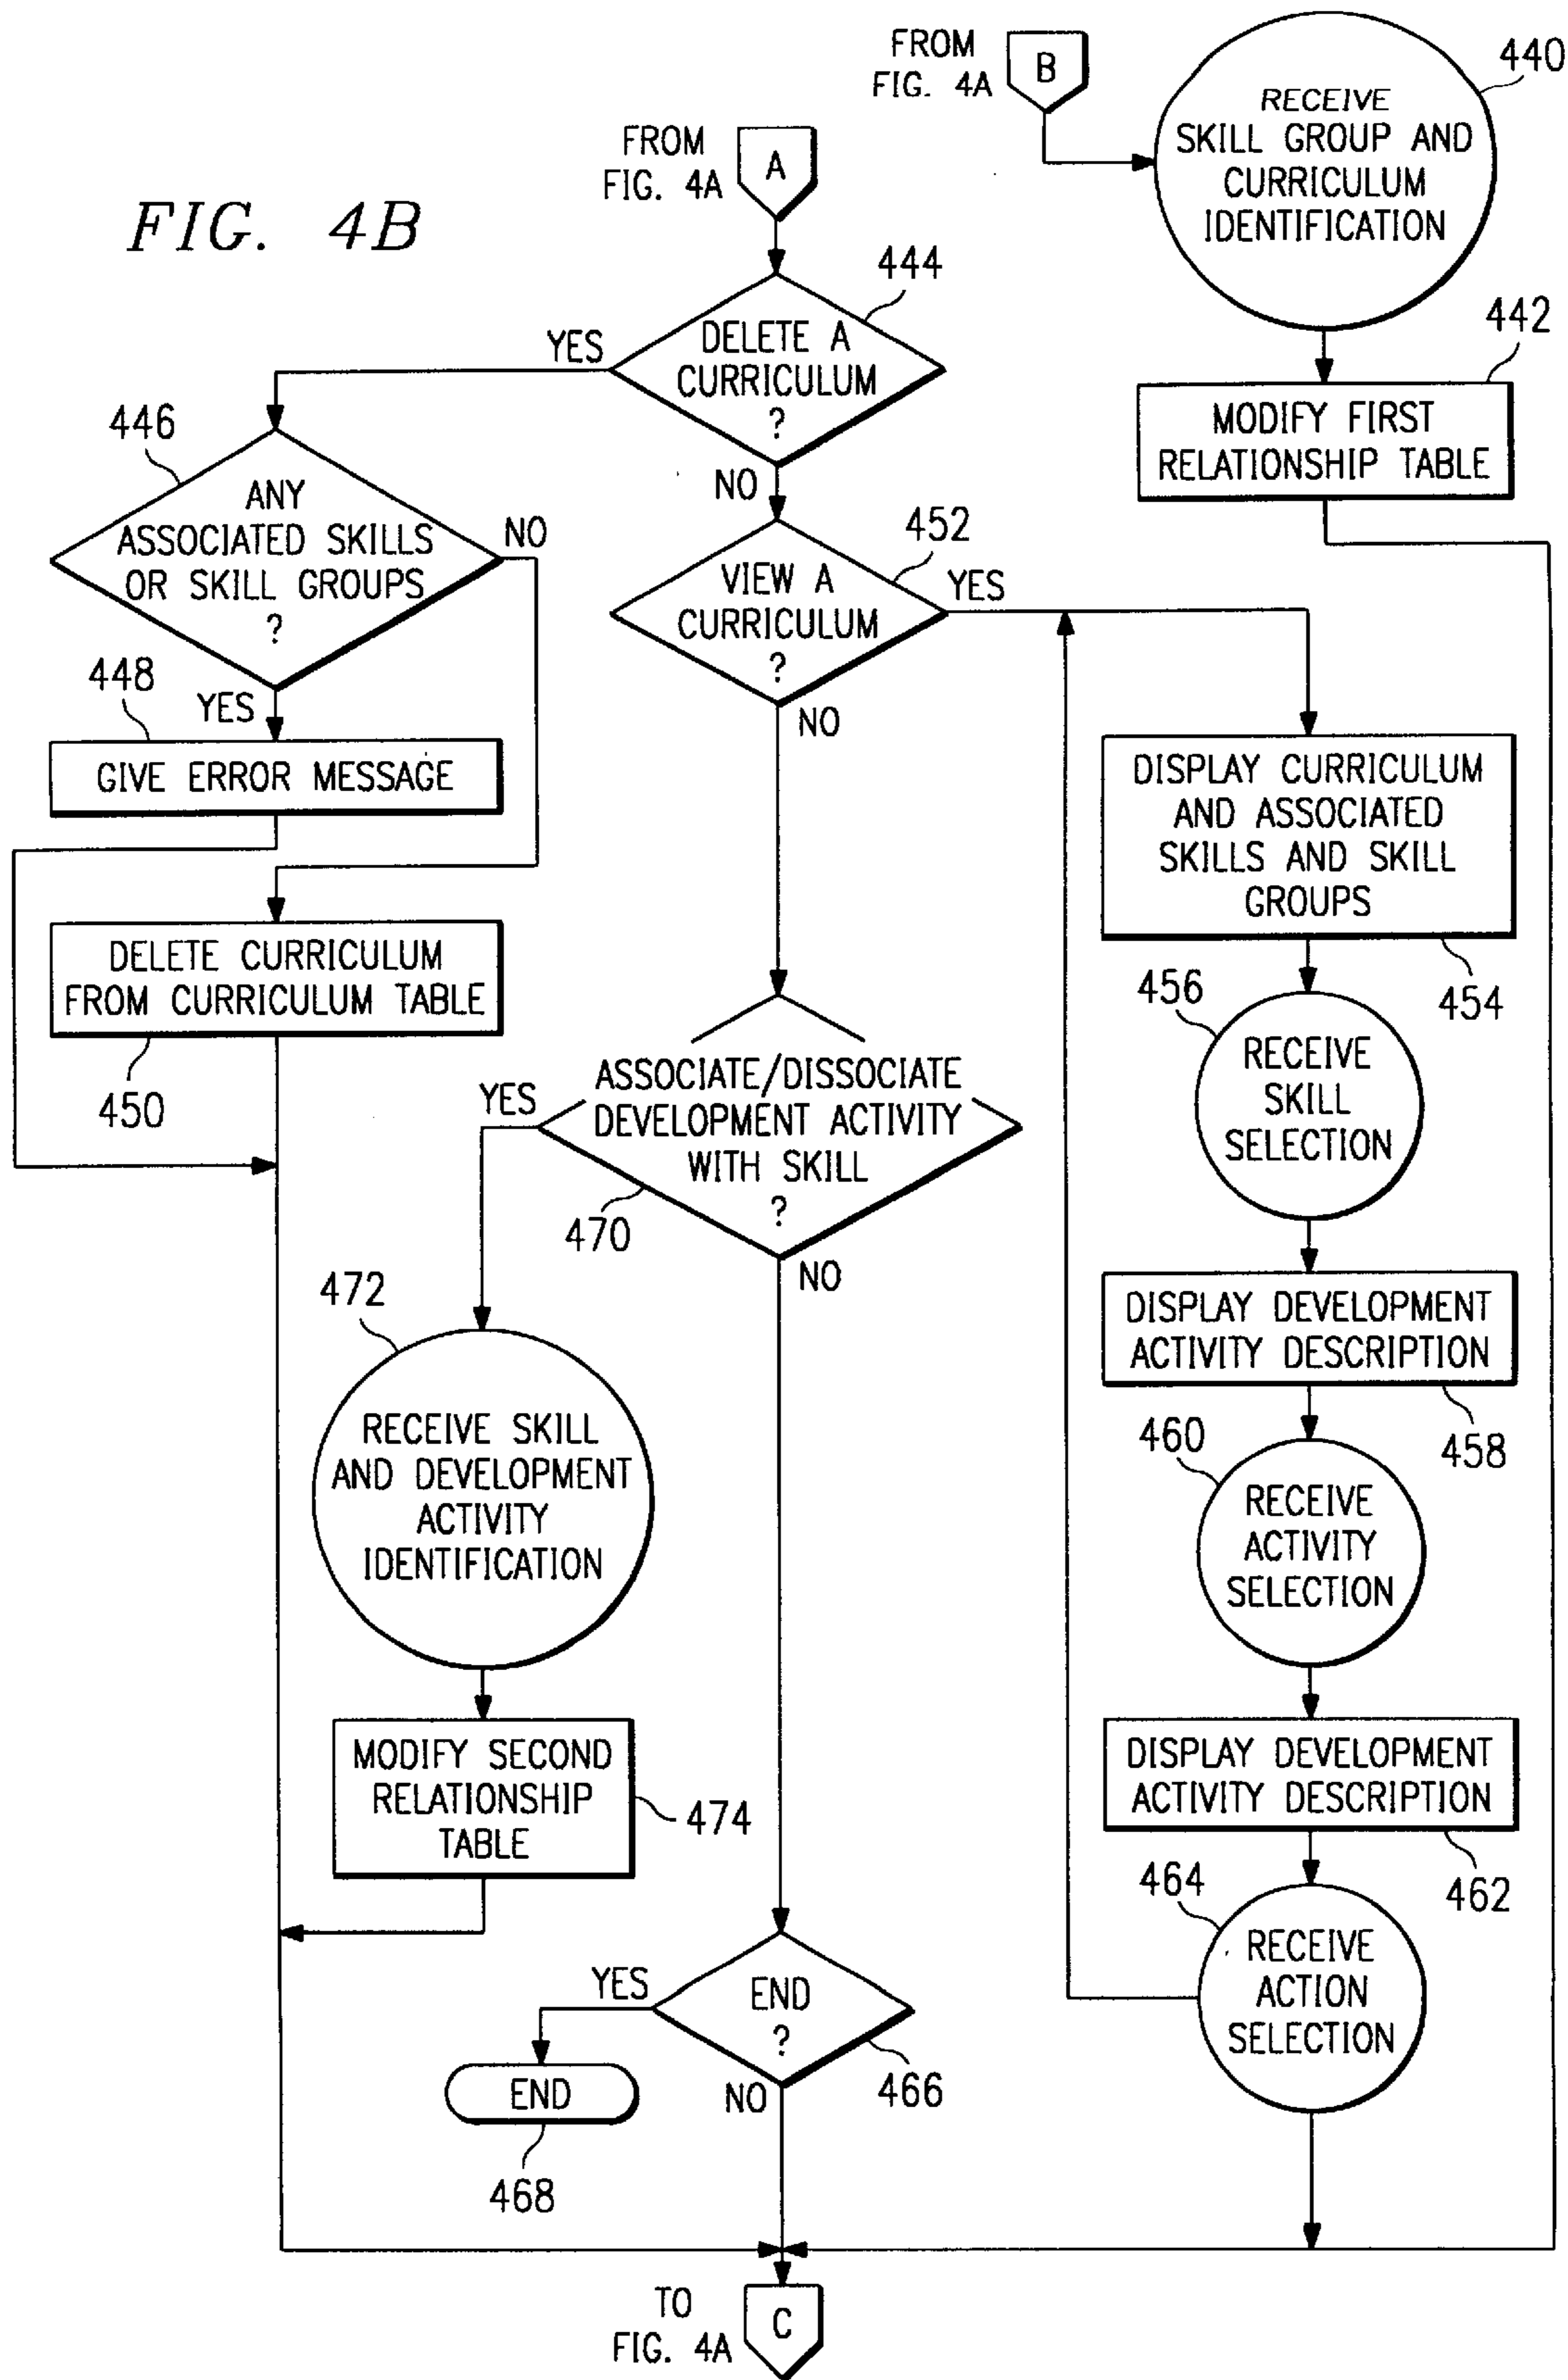 FIG. 4B
FROM
FIG. 4A
B
440
RECEIVE
SKILL GROUP AND
CURRICULUM
IDENTIFICATION
442
MODIFY FIRST
RELATIONSHIP TABLE
FROM
FIG. 4A
A
444
DELETE A
CURRICULUM
?
YES
NO
446
ANY
ASSOCIATED SKILLS
OR SKILL GROUPS
?
NO
YES
448
GIVE ERROR MESSAGE
DELETE CURRICULUM
FROM CURRICULUM TABLE
450
452
VIEW A
CURRICULUM
?
YES
NO
DISPLAY CURRICULUM
AND ASSOCIATED
SKILLS AND SKILL
GROUPS
454
456
RECEIVE
SKILL
SELECTION
DISPLAY DEVELOPMENT
ACTIVITY DESCRIPTION
458
460
RECEIVE
ACTIVITY
SELECTION
DISPLAY DEVELOPMENT
ACTIVITY DESCRIPTION
462
464
RECEIVE
ACTION
SELECTION
ASSOCIATE/DISSOCIATE
DEVELOPMENT ACTIVITY
WITH SKILL
?
YES
470
NO
472
RECEIVE SKILL
AND DEVELOPMENT
ACTIVITY
IDENTIFICATION
MODIFY SECOND
RELATIONSHIP
TABLE
474
END
?
YES
466
NO
END
468
TO
FIG. 4A
C